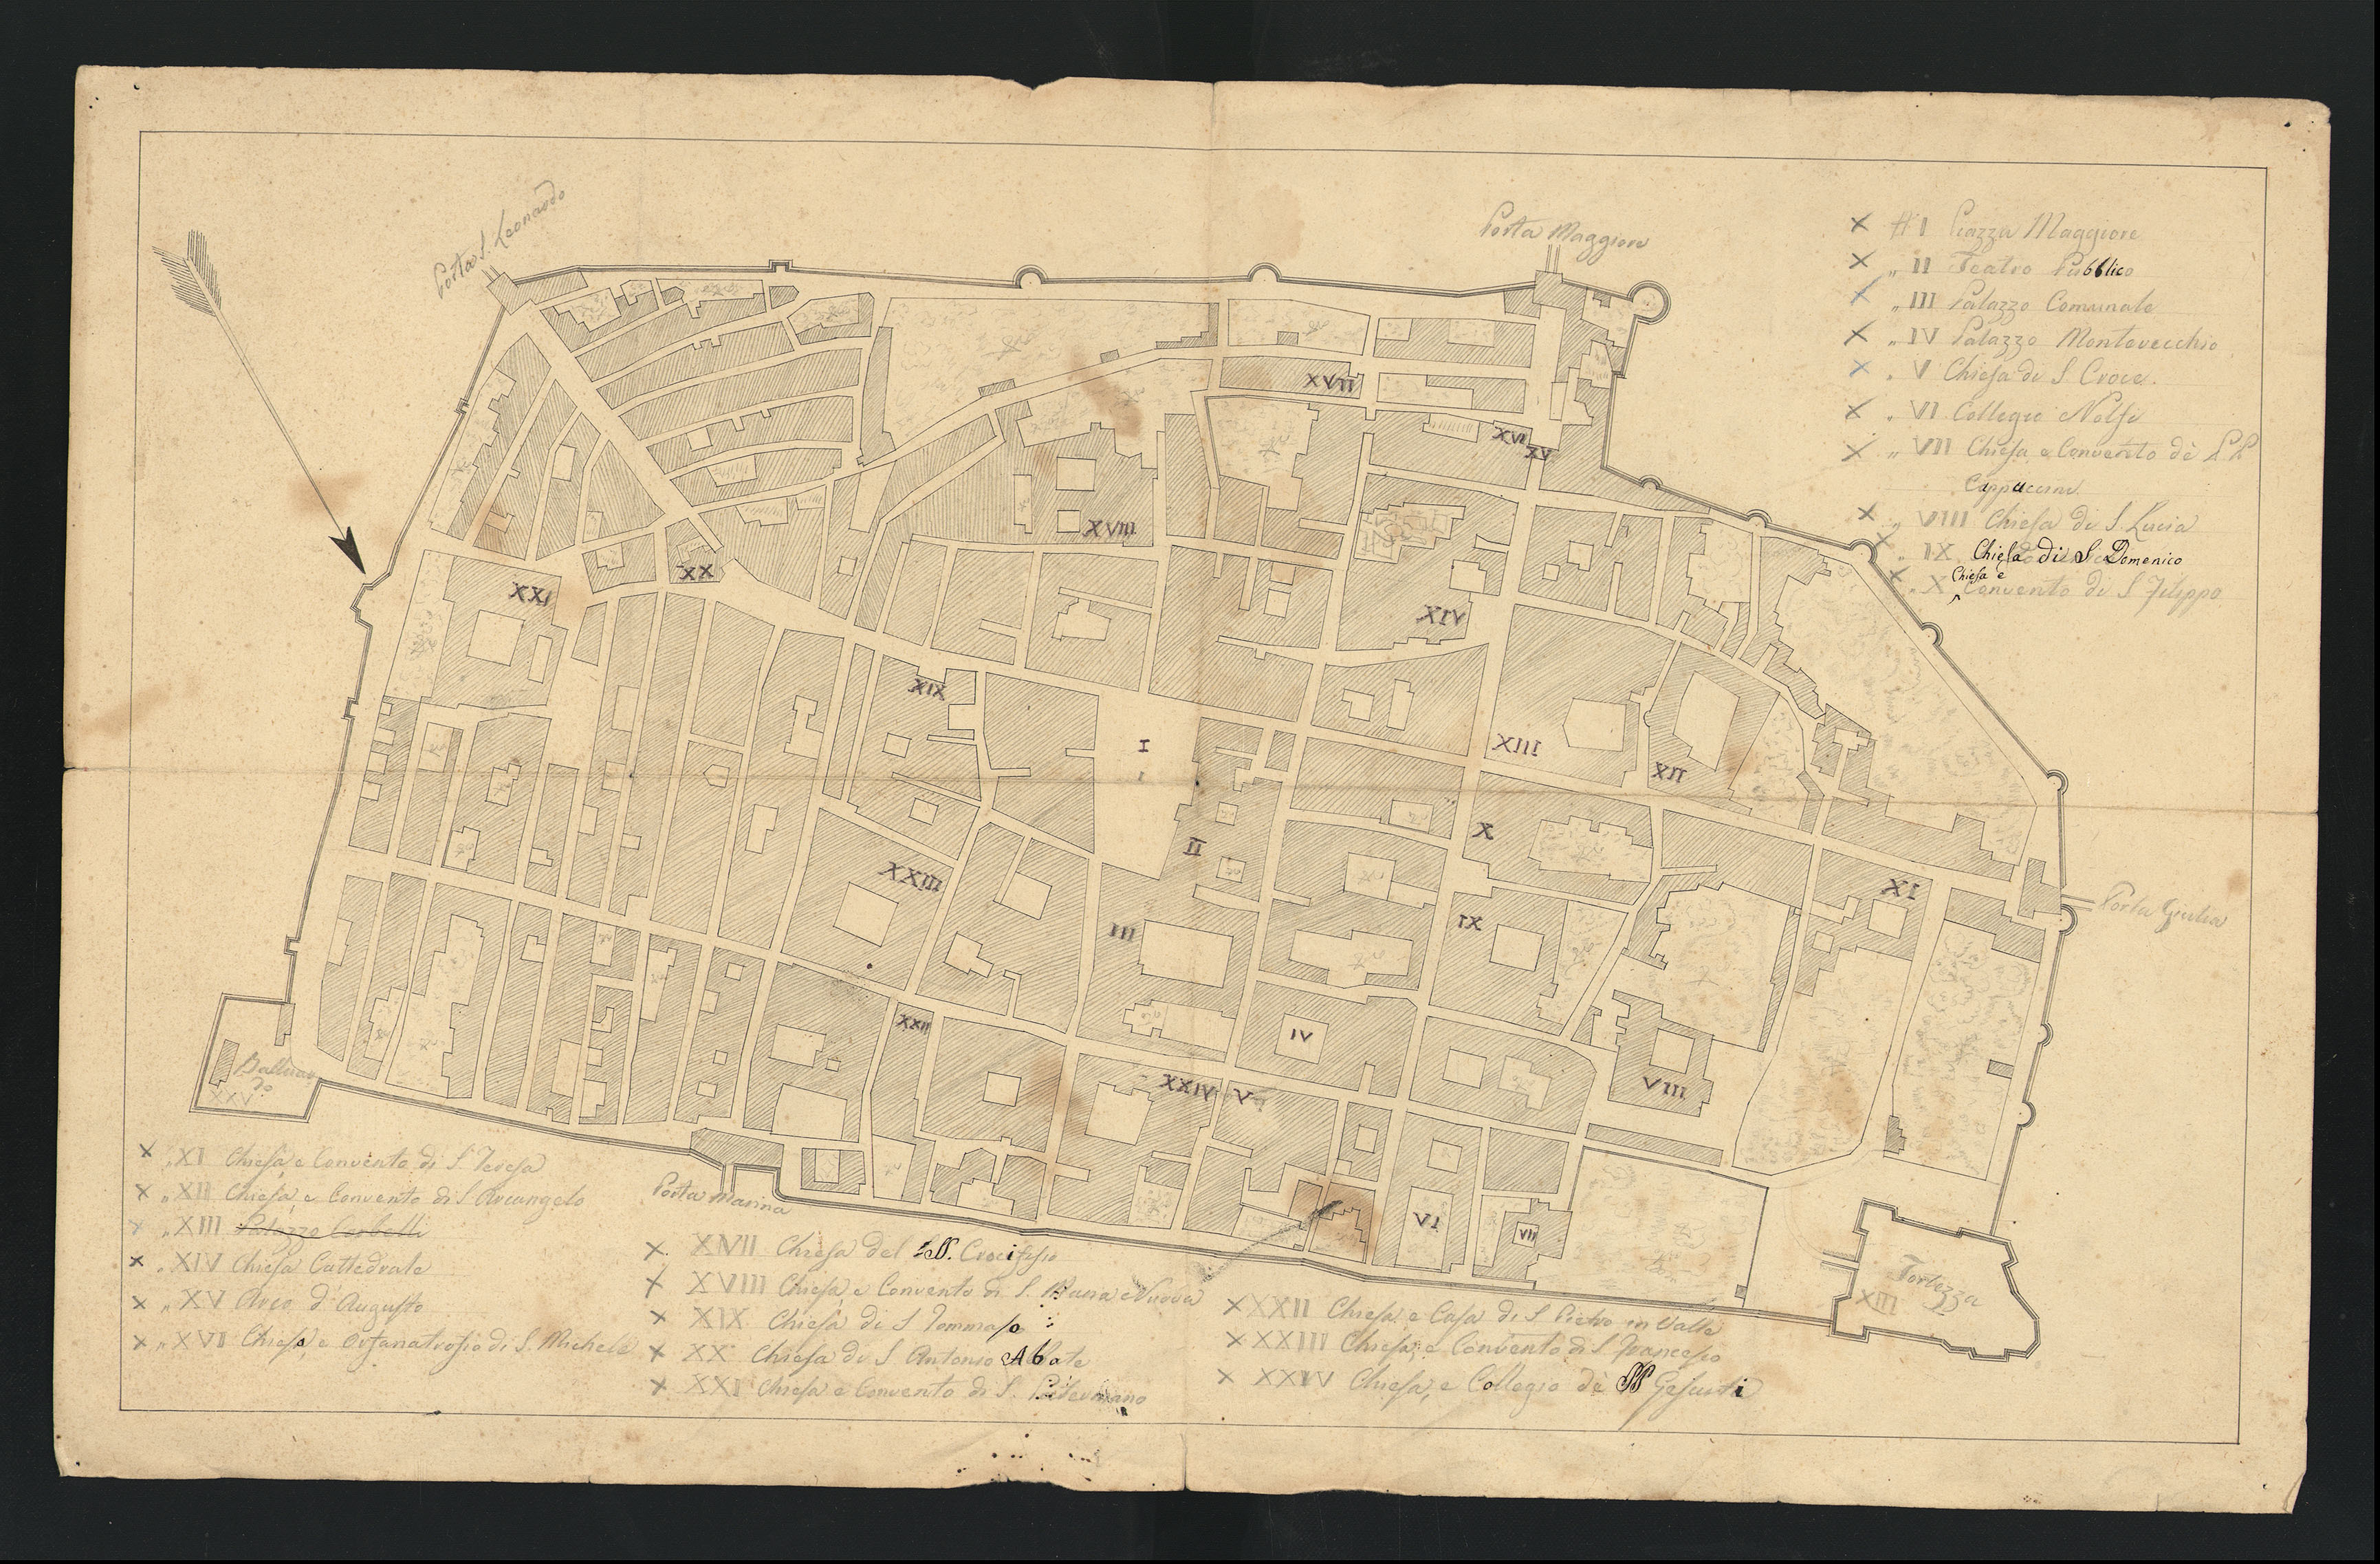 Porta S. Leonardo
Porta Maggiore
# I Piazza Maggiore
„ II Teatro Pubblico
„ III Palazzo Comunale
„ IV Palazzo Montevecchio
„ V Chiesa di S Croce.
„ VI Collegio Nolfi
„ VII Chiesa e Convento dè PP
Cappuccini
„ VIII Chiesa di S. Lucia
„ IX Chiesa di S Domenico
Chiesa e
„ X Convento di S Filippo
XVII
XVI
XV
XVIII
XX
XXI
XIV
XIX
I
XIII
XII
II
X
XXIII
XI
III
IX
Porta Giulia
XXII
IV
XXIV
V
VIII
Balluar
do
XXV
VI
VII
Fortezza
XIII
Porta Marina
„ XI Chiesa e Convento di S. Teresa
„ XII Chiesa e Convento di S Arcangelo
„ XIII Palazzo
„ XIV Chiesa Cattedrale
„ XV Arco d'Augusto
„ XVI Chiesa e Orfanatrofio di S. Michele
XVII Chiesa del SS. Crocifisso
XVIII Chiesa e Convento di S. Maria Nuova
XIX Chiesa di S Tommaso
XX Chiesa di S Antonio Abate
XXI Chiesa e Convento di S. Paterniano
XXII Chiesa e Casa di S Pietro in Valle
XXIII Chiesa e Convento di S. Francesco
XXIV Chiesa e Collegio dè PP Gesuiti